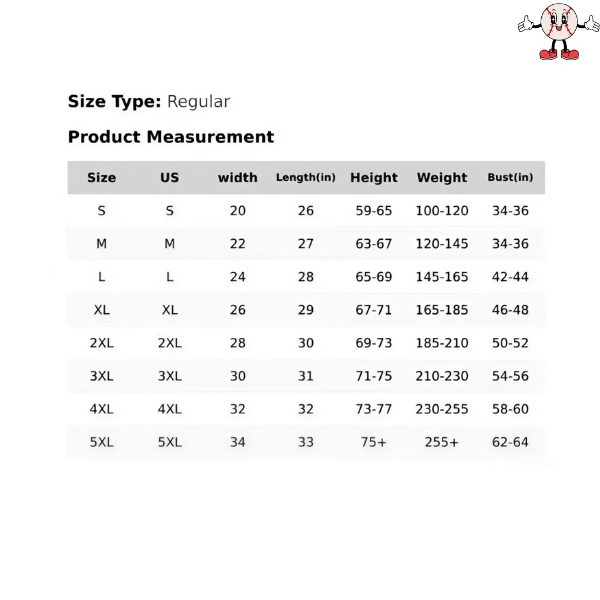 Size Type: Regular
Product Measurement
Size US width Length(in) Height Weight Bust(in)
S S 20 26 59-65 100-120 34-36
M M 22 27 63-67 120-145 34-36
L L 24 28 65-69 145-165 42-44
XL XL 26 29 67-71 165-185 46-48
2XL 2XL 28 30 69-73 185-210 50-52
3XL 3XL 30 31 71-75 210-230 54-56
4XL 4XL 32 32 73-77 230-255 58-60
5XL 5XL 34 33 75+ 255+ 62-64